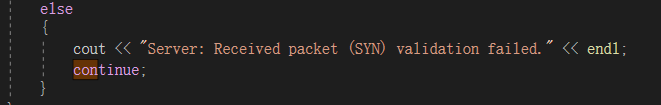 else
{
cout << "Server: Received packet (SYN) validation failed." << endl;
continue;
}